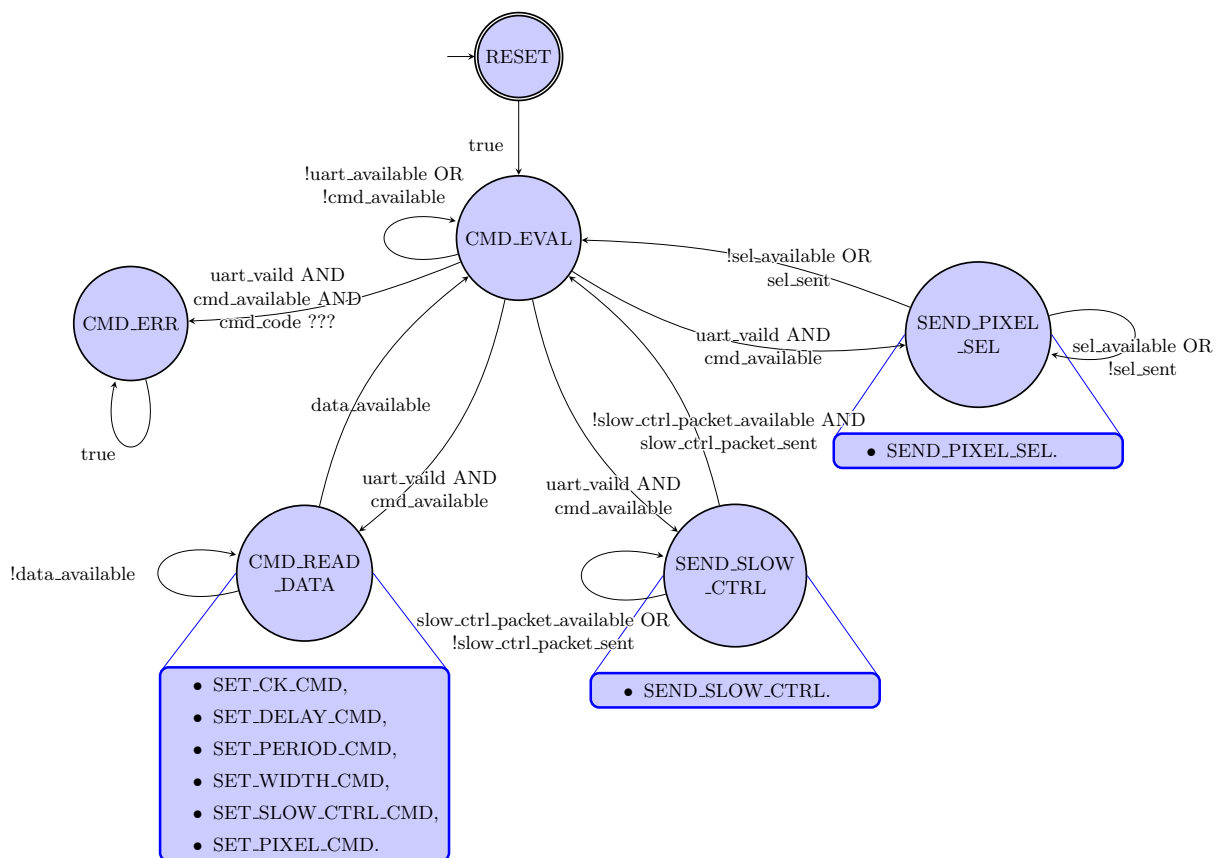 RESET
true
!uart_available OR
!cmd_available
CMD_EVAL
!sel_available OR
sel_sent
uart_vaild AND
cmd_available AND
cmd_code ???
CMD_ERR
SEND_PIXEL
_SEL
uart_vaild AND
cmd_available
sel_available OR
!sel_sent
data_available
!slow_ctrl_packet_available AND
slow_ctrl_packet_sent
• SEND_PIXEL_SEL.
true
uart_vaild AND
cmd_available
uart_vaild AND
cmd_available
!data_available
CMD_READ
_DATA
SEND_SLOW
_CTRL
slow_ctrl_packet_available OR
!slow_ctrl_packet_sent
• SET_CK_CMD,
• SET_DELAY_CMD,
• SET_PERIOD_CMD,
• SET_WIDTH_CMD,
• SET_SLOW_CTRL_CMD,
• SET_PIXEL_CMD.
• SEND_SLOW_CTRL.